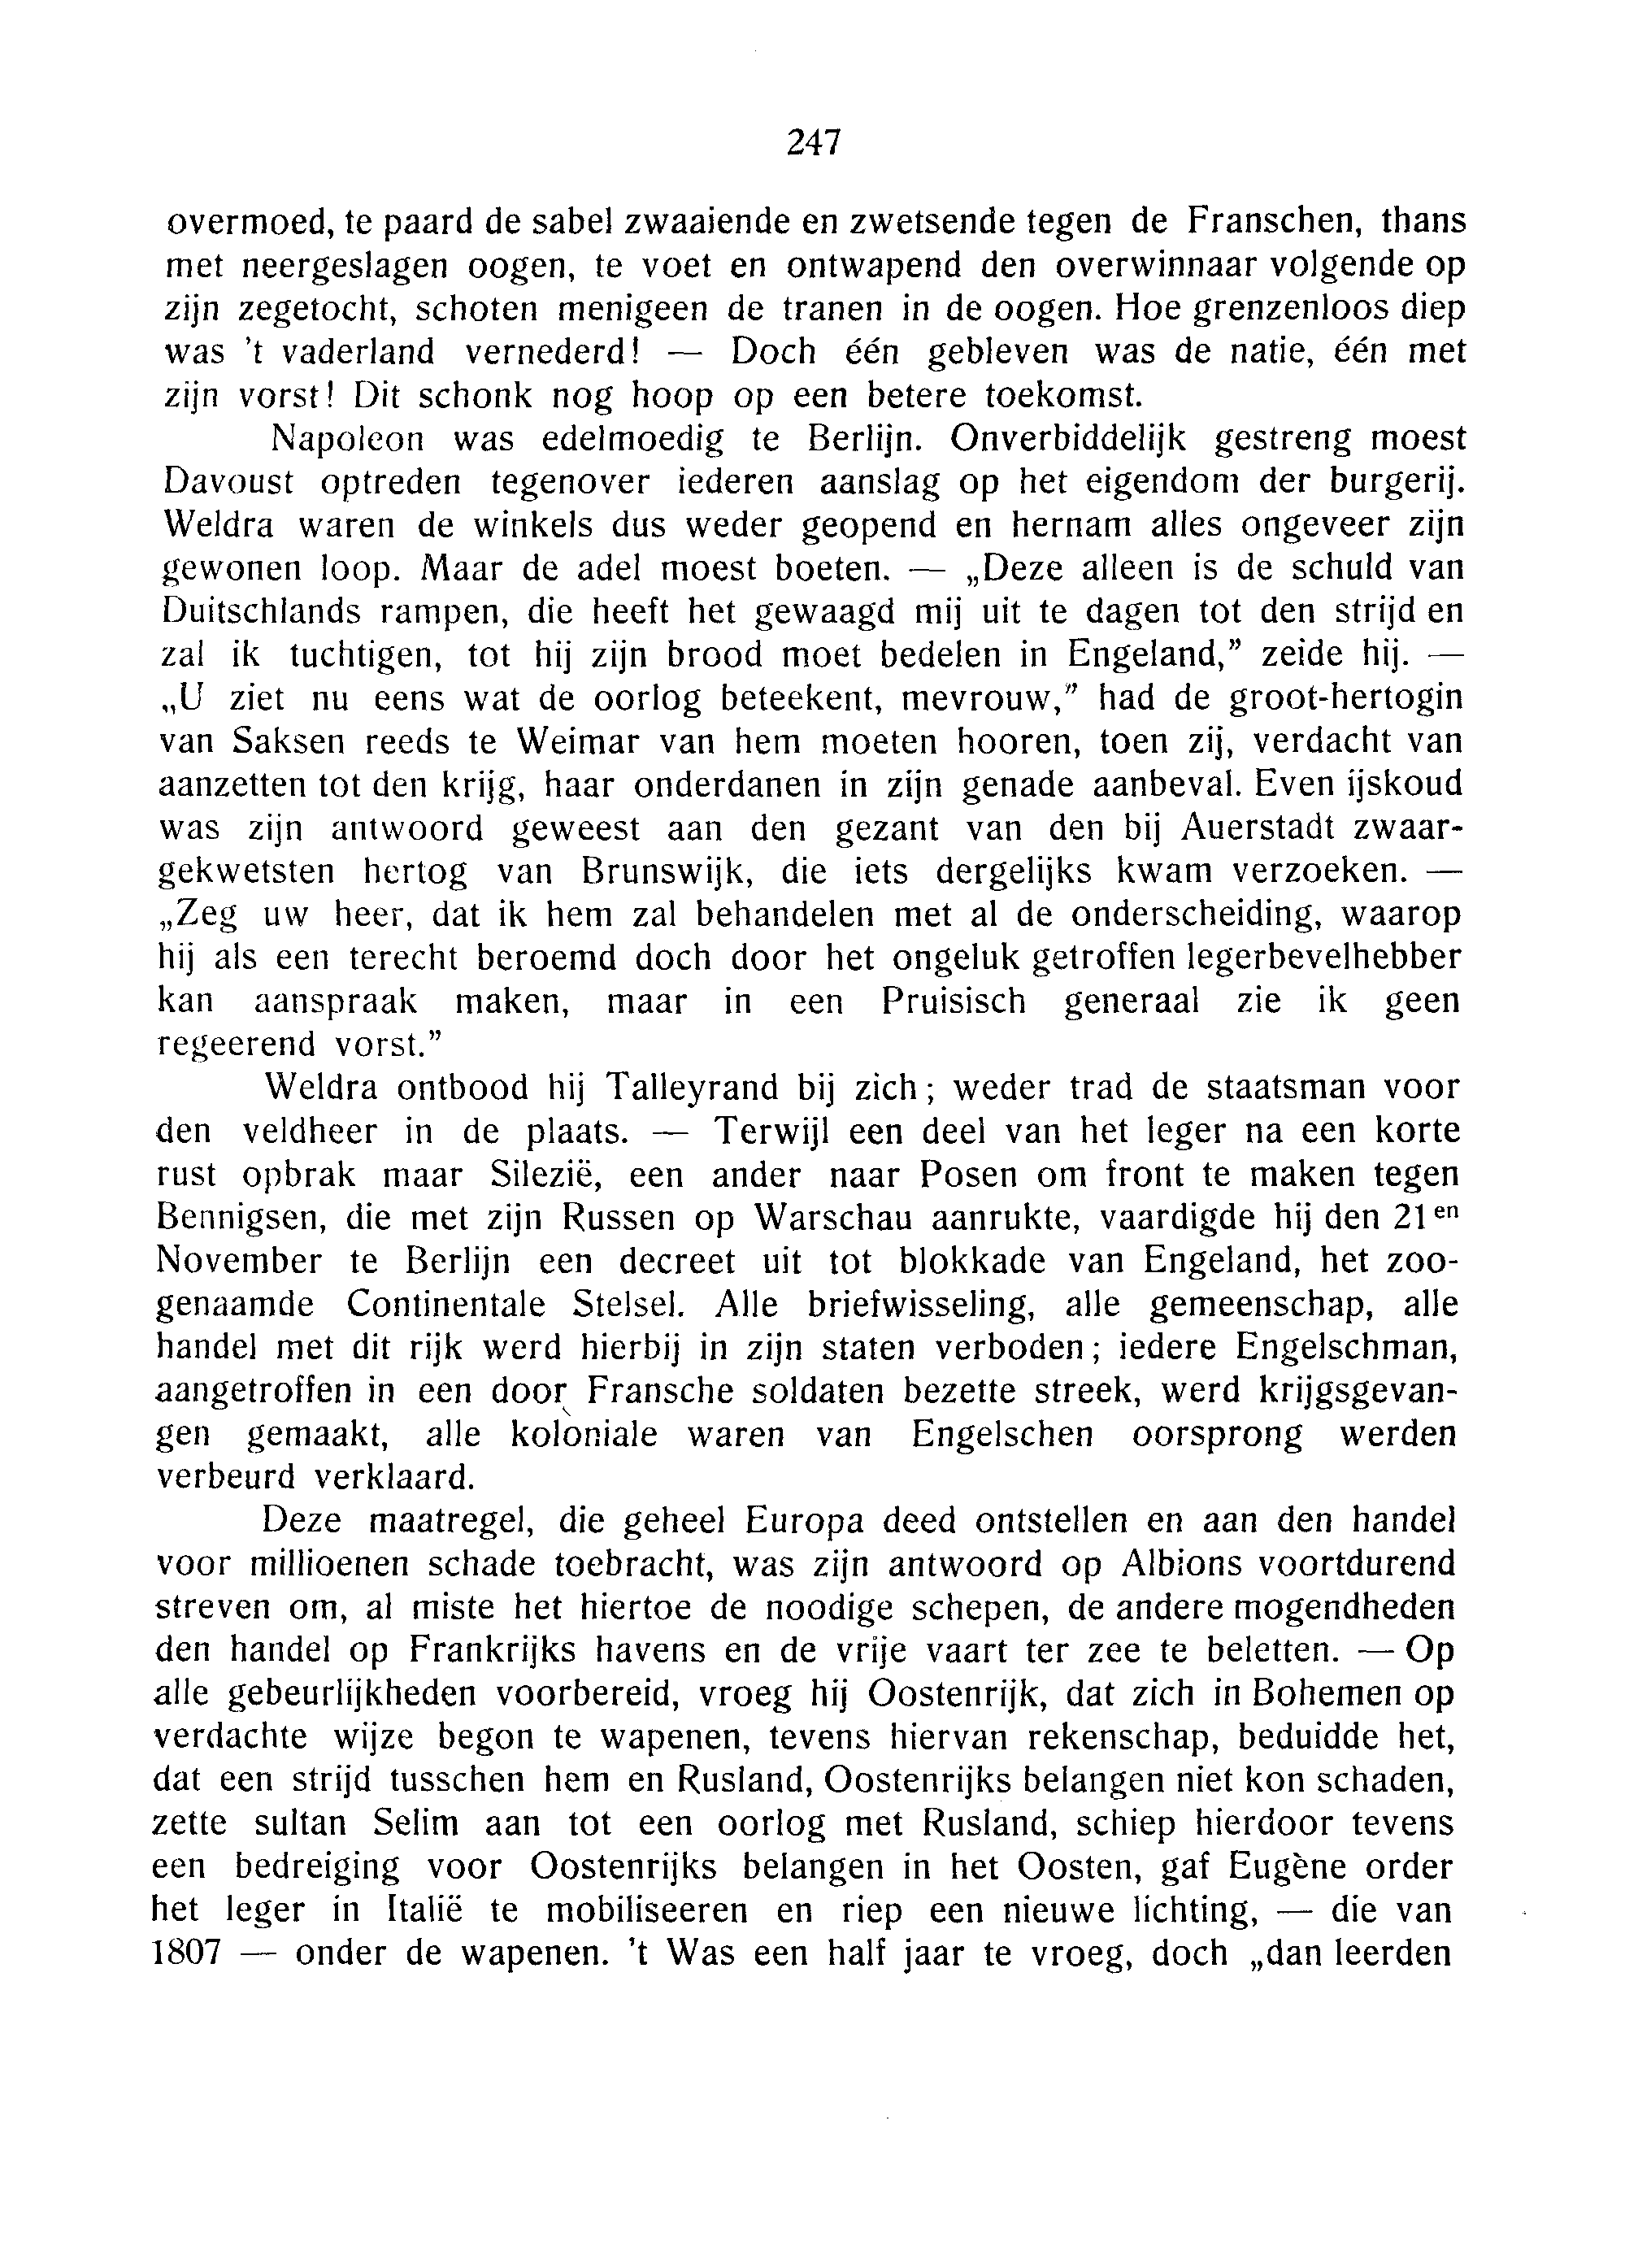 247
overmoed, te paard de sabel zwaaiende en zwetsende tegen de Franschen, thans
met neergeslagen oogen, te voet en ontwapend den overwinnaar volgende op
zijn zegetocht, schoten menigeen de tranen in de oogen. Hoe grenzenloos diep
was 't vaderland vernederd! — Doch één gebleven was de natie, één met
zijn vorst! Dit schonk nog hoop op een betere toekomst.
Napoleon was edelmoedig te Berlijn. Onverbiddelijk gestreng moest
Davoust optreden tegenover iederen aanslag op het eigendom der burgerij.
Weldra waren de winkels dus weder geopend en hernam alles ongeveer zijn
gewonen loop. Maar de adel moest boeten. — „Deze alleen is de schuld van
Duitschlands rampen, die heeft het gewaagd mij uit te dagen tot den strijd en
zal ik tuchtigen, tot hij zijn brood moet bedelen in Engeland,” zeide hij. —
„U ziet nu eens wat de oorlog beteekent, mevrouw,” had de groot-hertogin
van Saksen reeds te Weimar van hem moeten hooren, toen zij, verdacht van
aanzetten tot den krijg, haar onderdanen in zijn genade aanbeval. Even ijskoud
was zijn antwoord geweest aan den gezant van den bij Auerstadt zwaar-
gekwetsten hertog van Brunswijk, die iets dergelijks kwam verzoeken. —
„Zeg uw heer, dat ik hem zal behandelen met al de onderscheiding, waarop
hij als een terecht beroemd doch door het ongeluk getroffen legerbevelhebber
kan aanspraak maken, maar in een Pruisisch generaal zie ik geen
regeerend vorst.”
Weldra ontbood hij Talleyrand bij zich; weder trad de staatsman voor
den veldheer in de plaats. — Terwijl een deel van het leger na een korte
rust opbrak maar Silezië, een ander naar Posen om front te maken tegen
Bennigsen, die met zijn Russen op Warschau aanrukte, vaardigde hij den 21en
November te Berlijn een decreet uit tot blokkade van Engeland, het zoo-
genaamde Continentale Stelsel. Alle briefwisseling, alle gemeenschap, alle
handel met dit rijk werd hierbij in zijn staten verboden; iedere Engelschman,
aangetroffen in een door Fransche soldaten bezette streek, werd krijgsgevan-
gen gemaakt, alle koloniale waren van Engelschen oorsprong werden
verbeurd verklaard.
Deze maatregel, die geheel Europa deed ontstellen en aan den handel
voor millioenen schade toebracht, was zijn antwoord op Albions voortdurend
streven om, al miste het hiertoe de noodige schepen, de andere mogendheden
den handel op Frankrijks havens en de vrije vaart ter zee te beletten. — Op
alle gebeurlijkheden voorbereid, vroeg hij Oostenrijk, dat zich in Bohemen op
verdachte wijze begon te wapenen, tevens hiervan rekenschap, beduidde het,
dat een strijd tusschen hem en Rusland, Oostenrijks belangen niet kon schaden,
zette sultan Selim aan tot een oorlog met Rusland, schiep hierdoor tevens
een bedreiging voor Oostenrijks belangen in het Oosten, gaf Eugène order
het leger in Italië te mobiliseeren en riep een nieuwe lichting, — die van
1807 — onder de wapenen. 't Was een half jaar te vroeg, doch „dan leerden